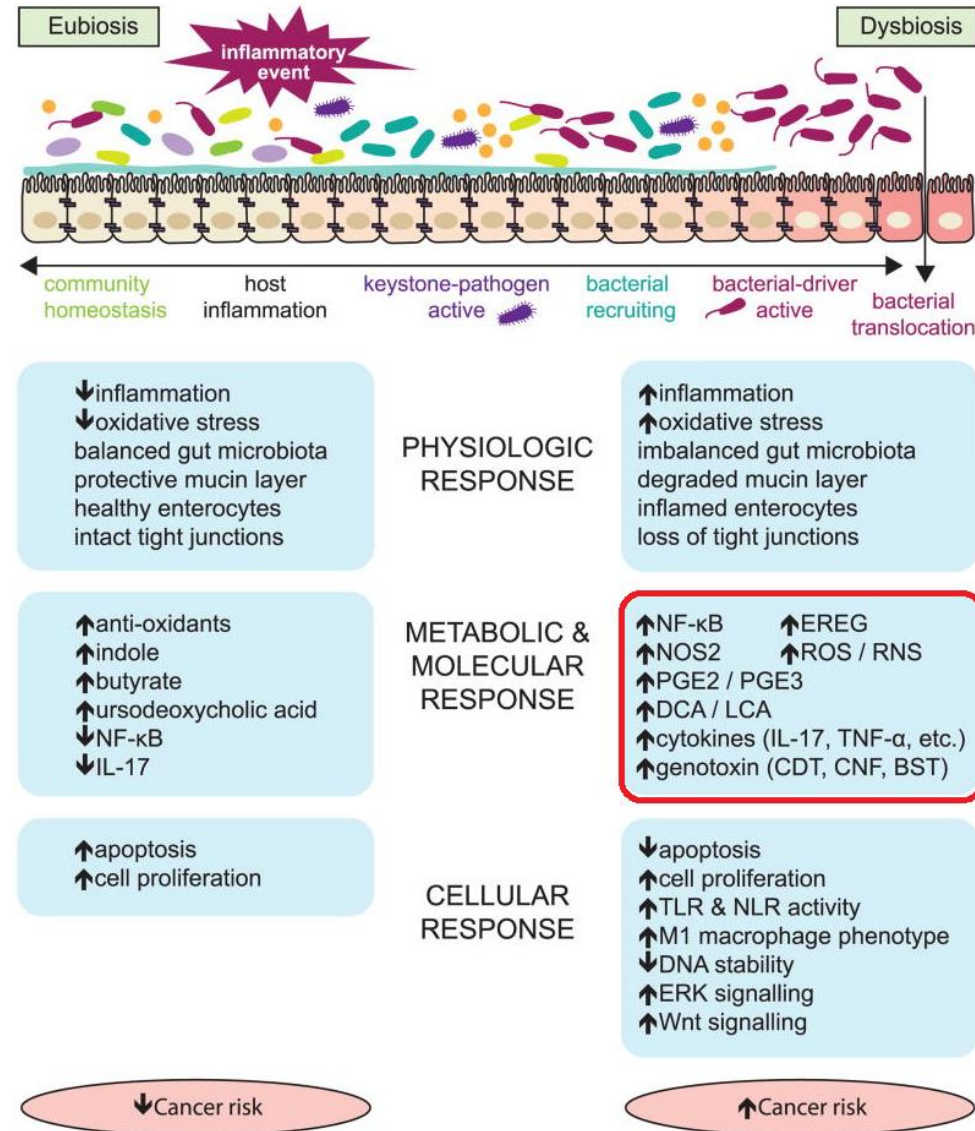 Eubiosis
Dysbiosis
inflammatory
event
community
homeostasis
host
inflammation
keystone-pathogen
active
bacterial
recruiting
bacterial-driver
active
bacterial
translocation
↓inflammation
↓oxidative stress
balanced gut microbiota
protective mucin layer
healthy enterocytes
intact tight junctions
PHYSIOLOGIC
RESPONSE
↑inflammation
↑oxidative stress
imbalanced gut microbiota
degraded mucin layer
inflamed enterocytes
loss of tight junctions
↑anti-oxidants
↑indole
↑butyrate
↑ursodeoxycholic acid
↓NF-κB
↓IL-17
METABOLIC &
MOLECULAR
RESPONSE
↑NF-κB ↑EREG
↑NOS2 ↑ROS / RNS
↑PGE2 / PGE3
↑DCA / LCA
↑cytokines (IL-17, TNF-α, etc.)
↑genotoxin (CDT, CNF, BST)
↑apoptosis
↑cell proliferation
CELLULAR
RESPONSE
↓apoptosis
↑cell proliferation
↑TLR & NLR activity
↑M1 macrophage phenotype
↓DNA stability
↑ERK signalling
↑Wnt signalling
↓Cancer risk
↑Cancer risk